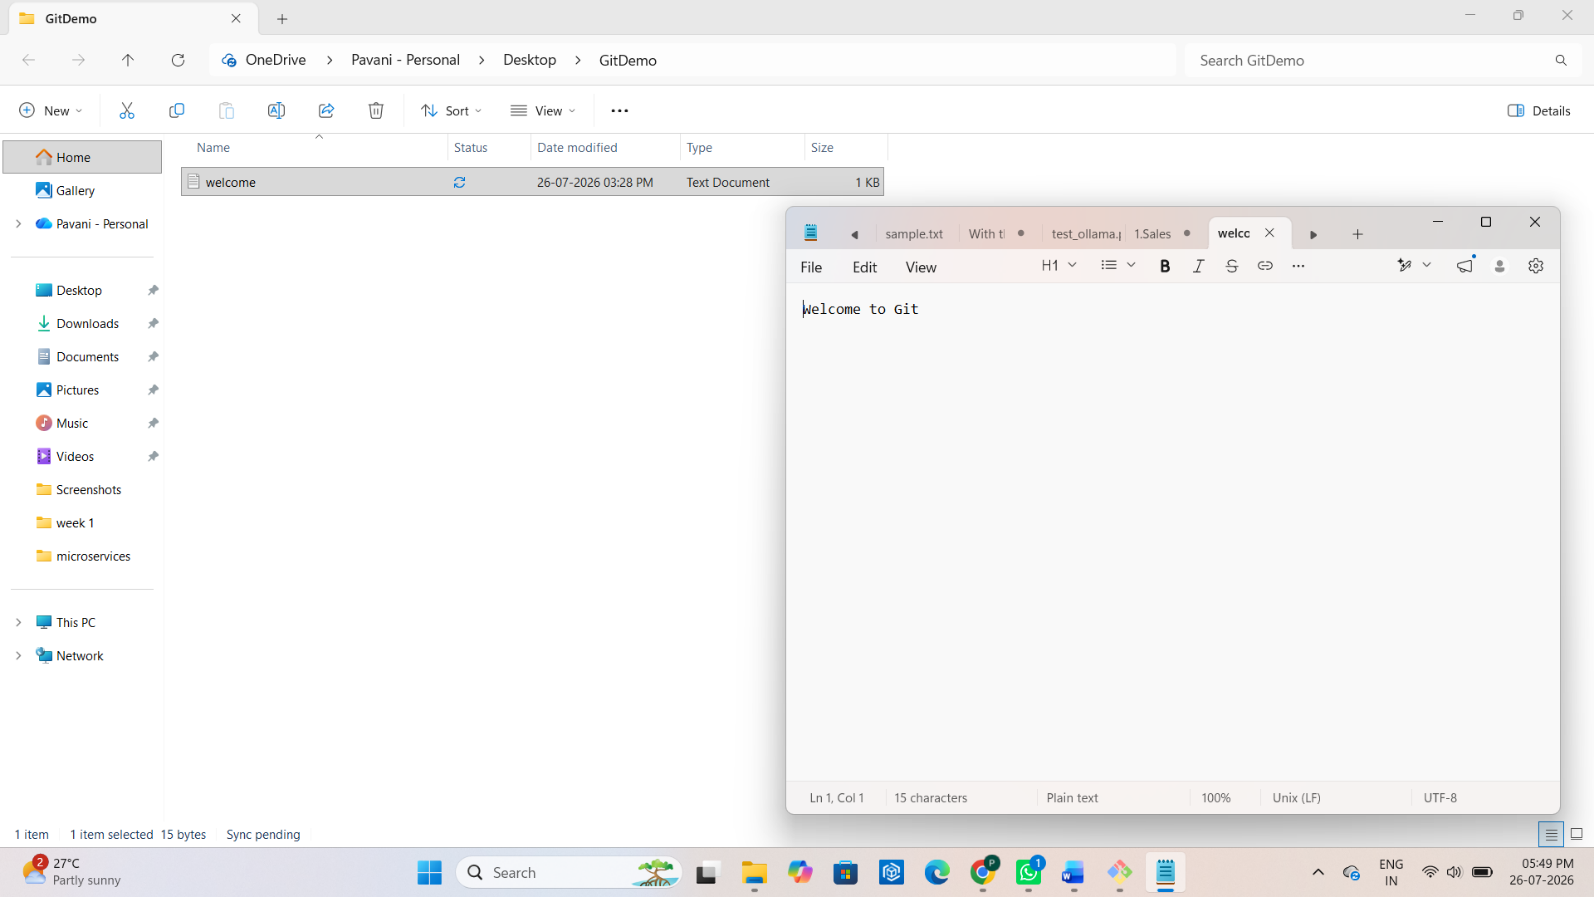 GitDemo
OneDrive > Pavani - Personal > Desktop > GitDemo
Search GitDemo
New
Sort
View
Details
Name Status Date modified Type Size
welcome 26-07-2026 03:28 PM Text Document 1 KB
Home
Gallery
Pavani - Personal
Desktop
Downloads
Documents
Pictures
Music
Videos
Screenshots
week 1
microservices
This PC
Network
sample.txt With t test_ollama.p 1.Sales welcc
File Edit View H1 B I S
Welcome to Git
Ln 1, Col 1 15 characters Plain text 100% Unix (LF) UTF-8
1 item 1 item selected 15 bytes Sync pending
2
27°C
Partly sunny
Search
P
1
W
ENG
IN
05:49 PM
26-07-2026